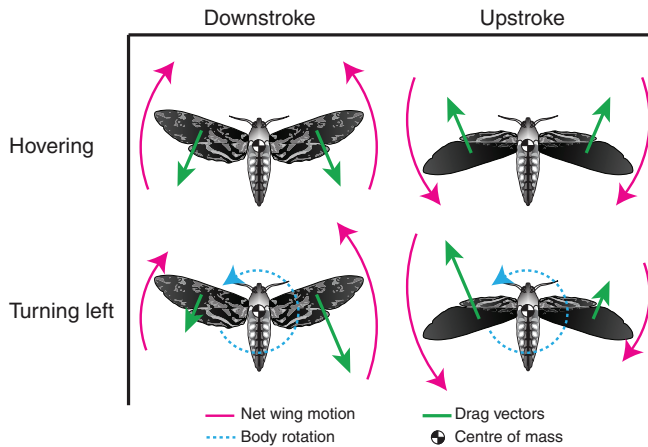 Downstroke Upstroke
Hovering
Turning left
Net wing motion Drag vectors
Body rotation Centre of mass